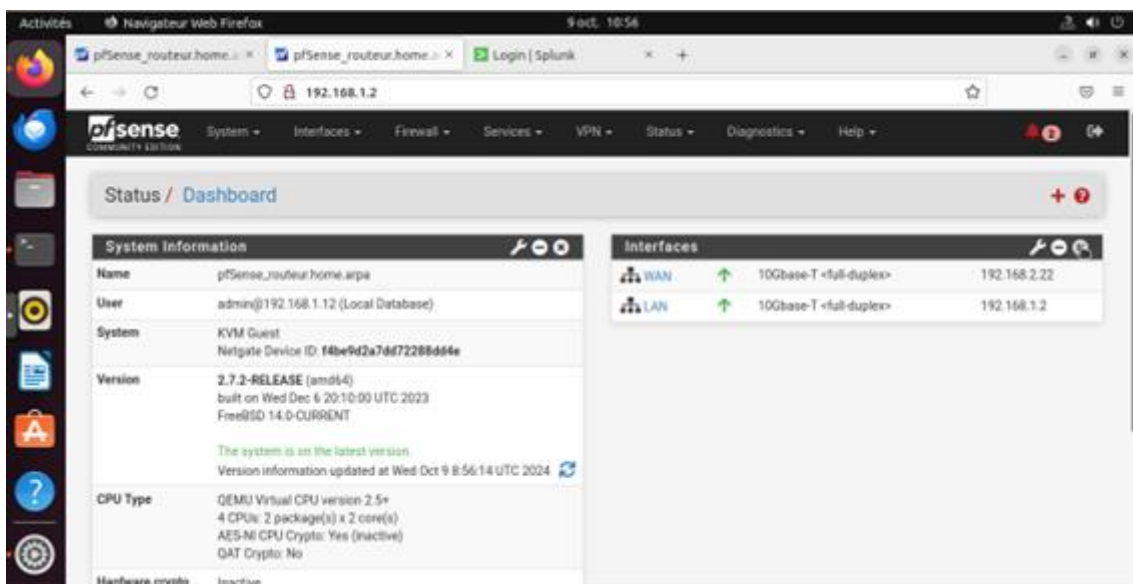 Activités
Navigateur Web Firefox
9 oct. 10:56
pfSense_routeur.home.a
pfSense_routeur.home.a
Login | Splunk
192.168.1.2
pfsense
COMMUNITY EDITION
System
Interfaces
Firewall
Services
VPN
Status
Diagnostics
Help
2
Status / Dashboard
System Information
Name pfSense_routeur.home.arpa
User admin@192.168.1.12 (Local Database)
System KVM Guest
Netgate Device ID: f4be9d2a7dd72288dd4e
Version 2.7.2-RELEASE (amd64)
built on Wed Dec 6 20:10:00 UTC 2023
FreeBSD 14.0-CURRENT
The system is on the latest version.
Version information updated at Wed Oct 9 8:56:14 UTC 2024
CPU Type QEMU Virtual CPU version 2.5+
4 CPUs: 2 package(s) x 2 core(s)
AES-NI CPU Crypto: Yes (inactive)
QAT Crypto: No
Hardware crypto Inactive
Interfaces
WAN 10Gbase-T <full-duplex> 192.168.2.22
LAN 10Gbase-T <full-duplex> 192.168.1.2